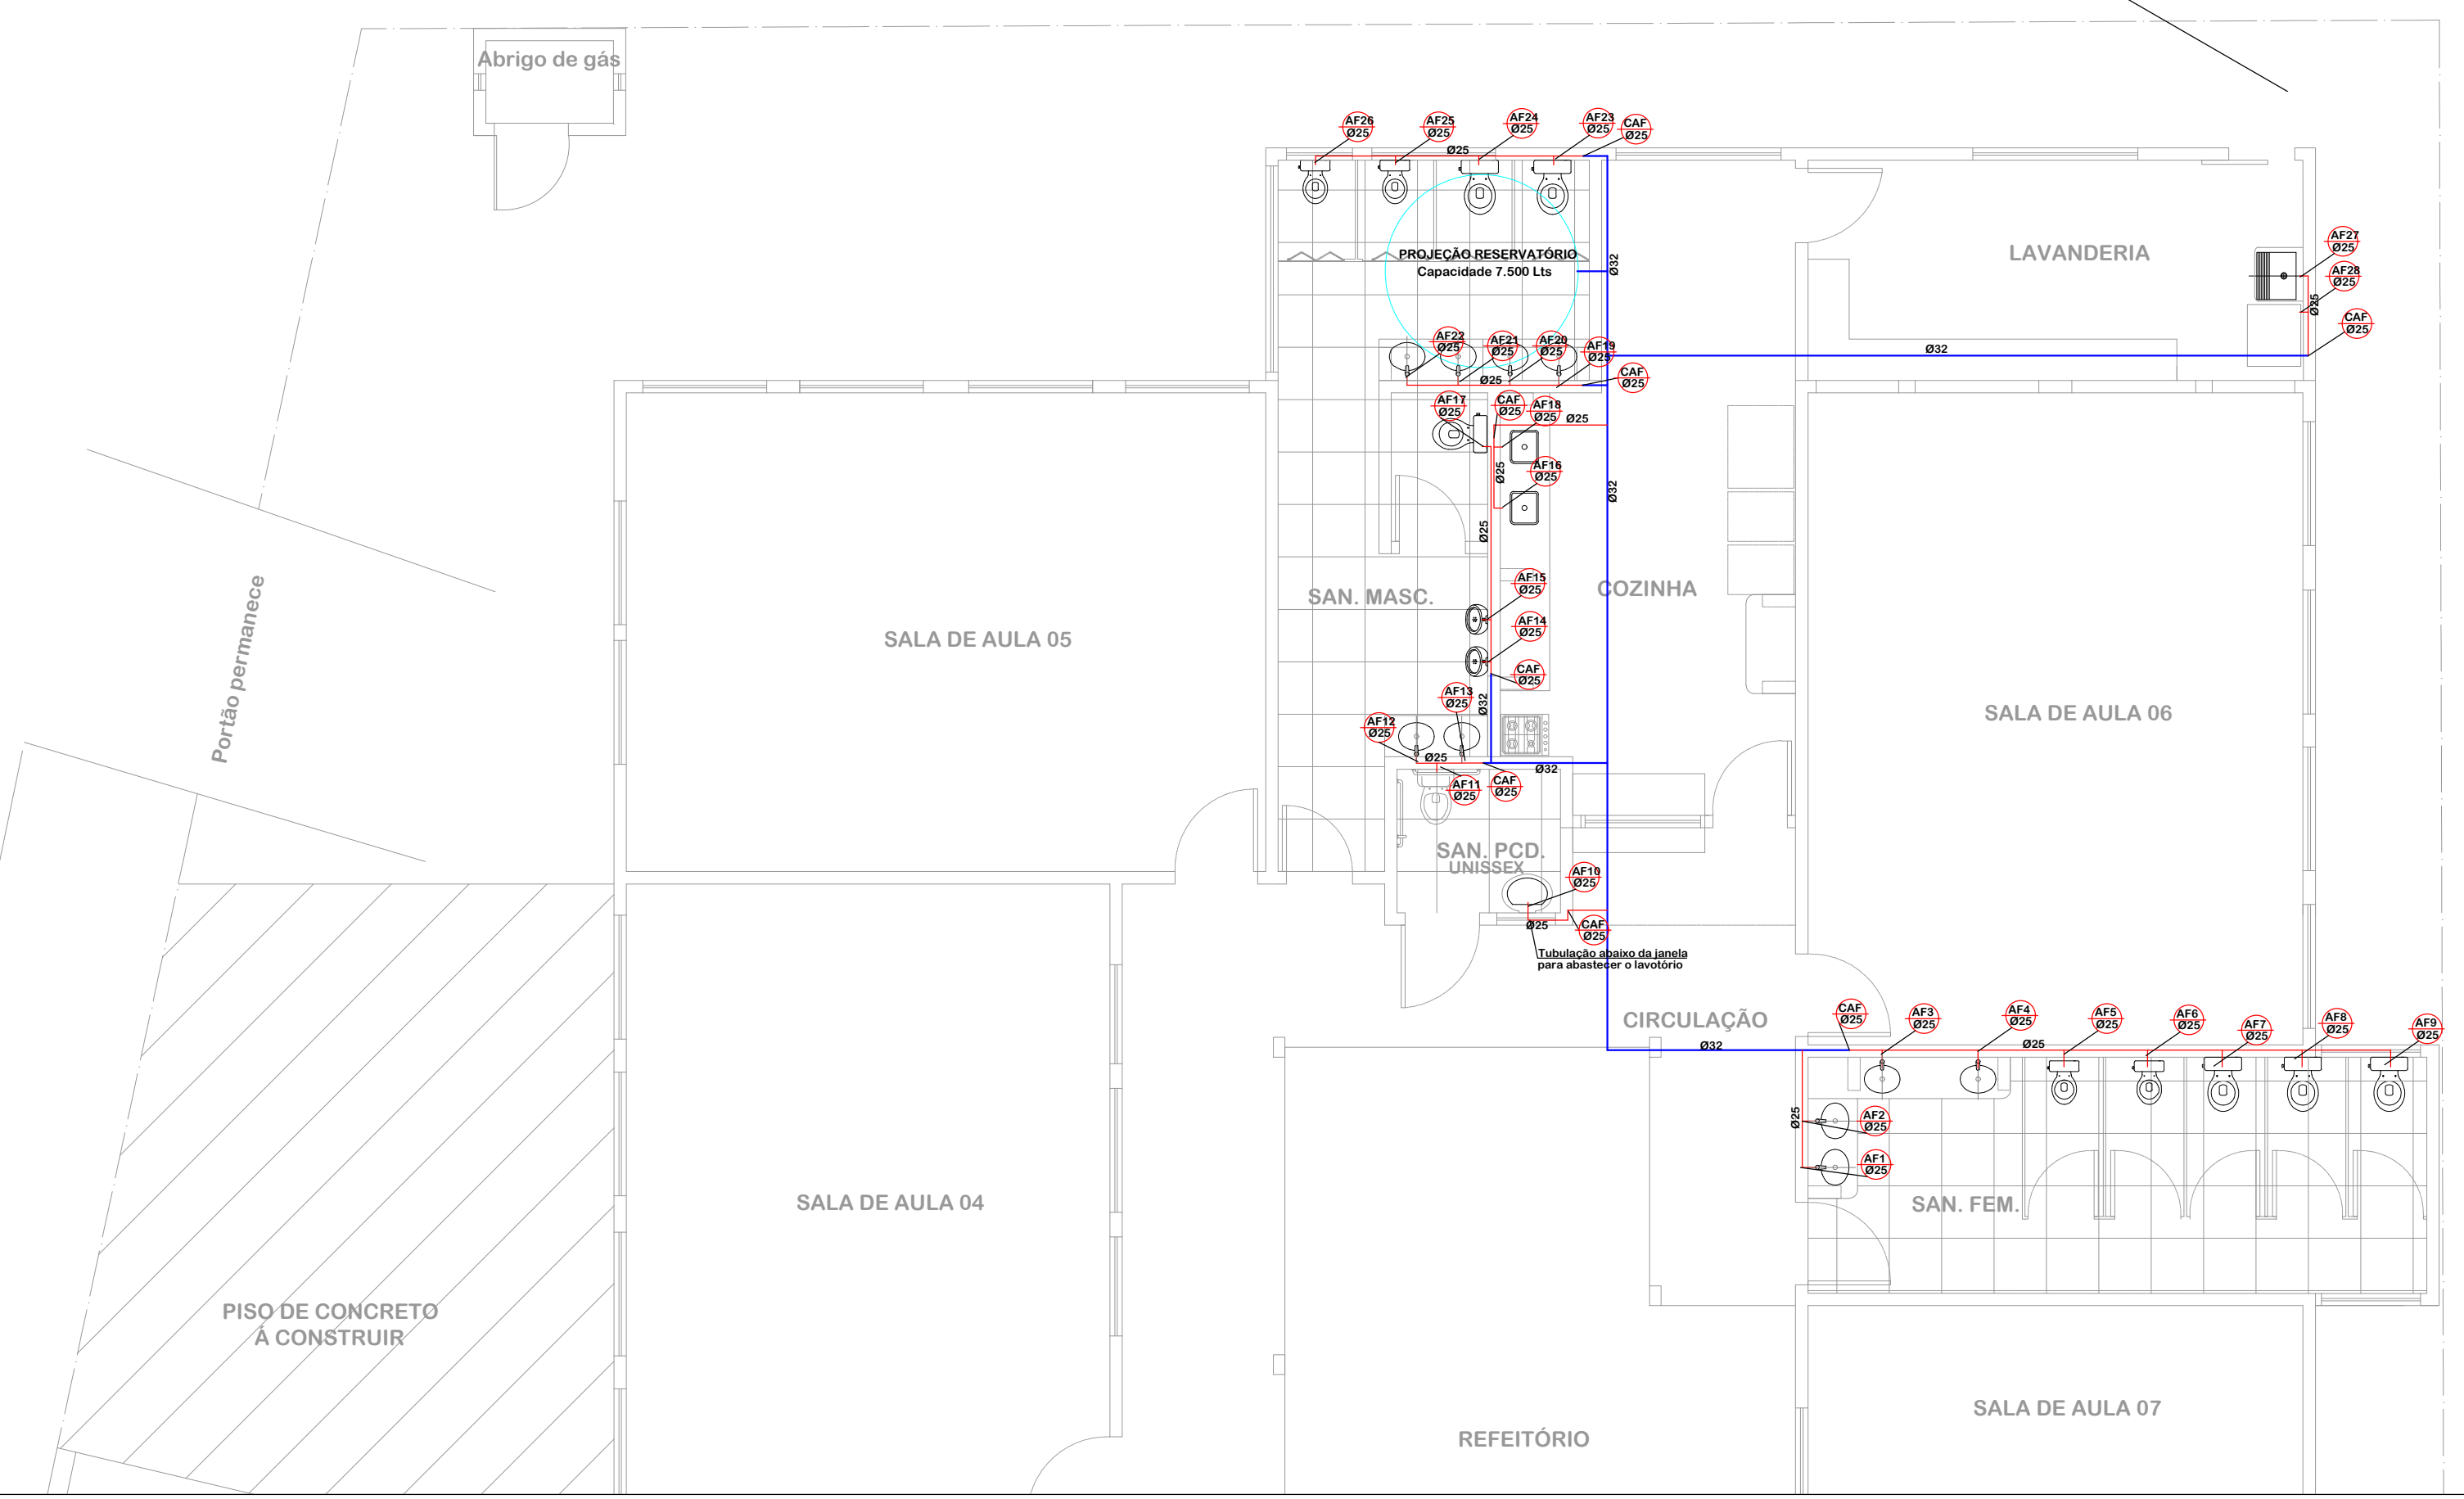 Abrigo de gás
AF26
Ø25
AF25
Ø25
AF24
Ø25
AF23
Ø25
CAF
Ø25
Ø25
PROJEÇÃO RESERVATÓRIO
Capacidade 7.500 Lts
Ø32
LAVANDERIA
AF27
Ø25
AF28
Ø25
Ø25
CAF
Ø25
AF22
Ø25
AF21
Ø25
AF20
Ø25
AF19
Ø25
Ø32
Ø25
CAF
Ø25
AF17
Ø25
CAF
Ø25
AF18
Ø25
Ø25
AF16
Ø25
Ø25
Ø32
Ø25
AF15
Ø25
SAN. MASC.
COZINHA
Portão permanece
SALA DE AULA 05
AF14
Ø25
CAF
Ø25
AF13
Ø25
Ø32
AF12
Ø25
SALA DE AULA 06
Ø25
Ø32
AF11
Ø25
CAF
Ø25
SAN. PCD.
UNISSEX
AF10
Ø25
Ø25
CAF
Ø25
Tubulação abaixo da janela
para abastecer o lavotório
CIRCULAÇÃO
CAF
Ø25
AF3
Ø25
AF4
Ø25
AF5
Ø25
AF6
Ø25
AF7
Ø25
AF8
Ø25
AF9
Ø25
Ø32
Ø25
Ø25
AF2
Ø25
AF1
Ø25
SALA DE AULA 04
SAN. FEM.
PISO DE CONCRETO
Á CONSTRUIR
SALA DE AULA 07
REFEITÓRIO